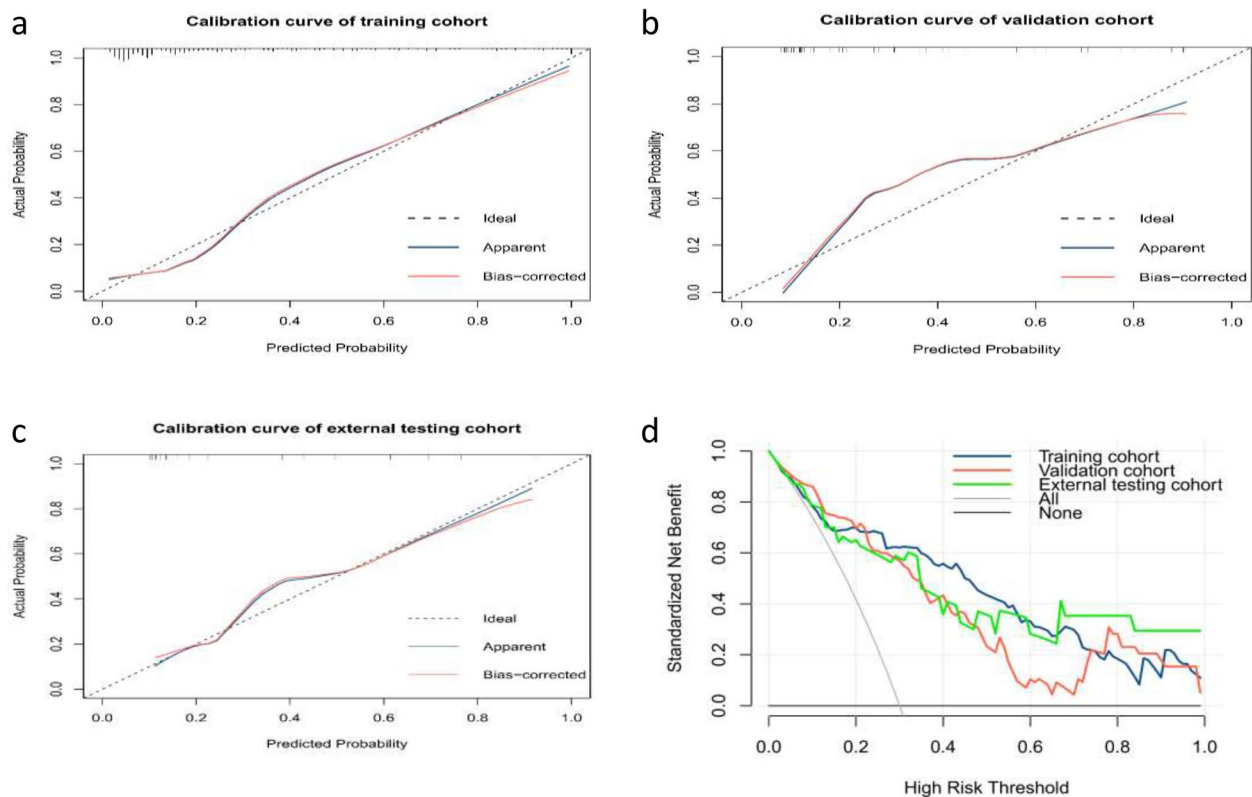 a
Calibration curve of training cohort
Actual Probability
1.0
0.8
0.6
0.4
0.2
0.0
Ideal
Apparent
Bias−corrected
0.0 0.2 0.4 0.6 0.8 1.0
Predicted Probability
b
Calibration curve of validation cohort
Actual Probability
1.0
0.8
0.6
0.4
0.2
0.0
Ideal
Apparent
Bias−corrected
0.0 0.2 0.4 0.6 0.8 1.0
Predicted Probability
c
Calibration curve of external testing cohort
Actual Probability
1.0
0.8
0.6
0.4
0.2
0.0
Ideal
Apparent
Bias−corrected
0.0 0.2 0.4 0.6 0.8 1.0
Predicted Probability
d
Standardized Net Benefit
1.0
0.8
0.6
0.4
0.2
0.0
Training cohort
Validation cohort
External testing cohort
All
None
0.0 0.2 0.4 0.6 0.8 1.0
High Risk Threshold